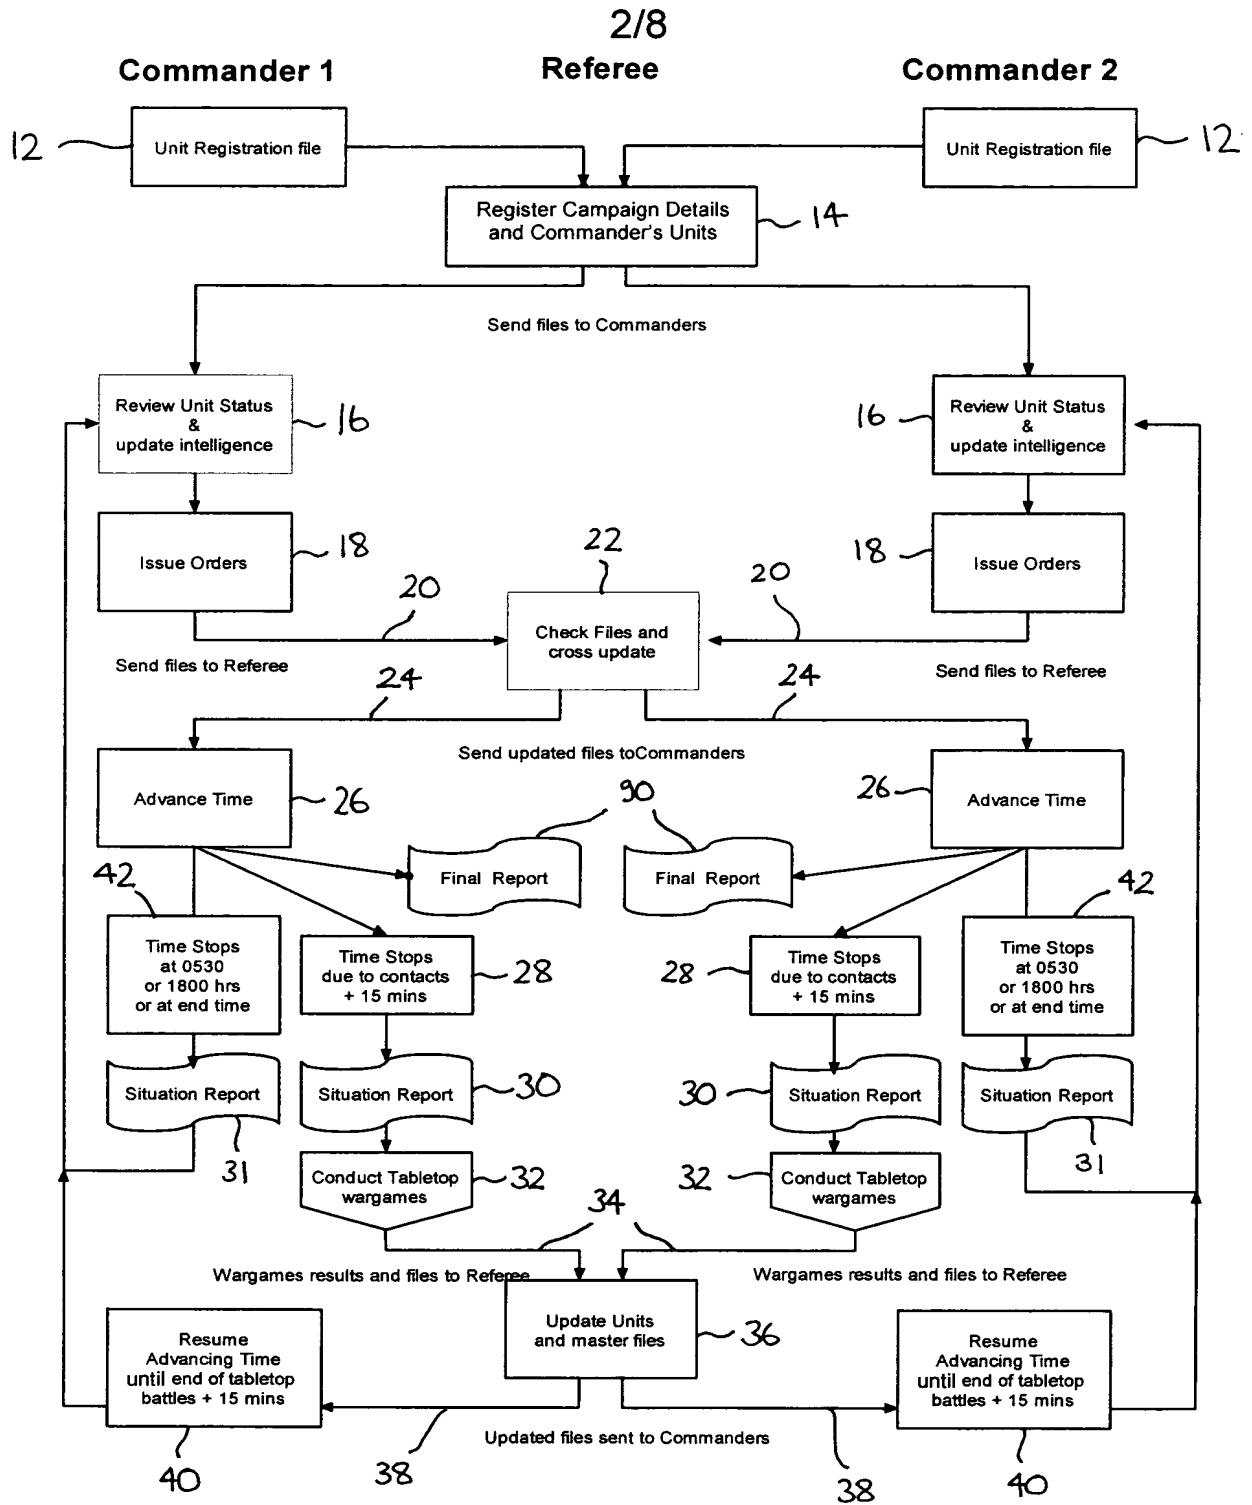 2/8
Commander 1
Referee
Commander 2
12
Unit Registration file
Unit Registration file
12
Register Campaign Details
and Commander's Units
14
Send files to Commanders
Review Unit Status
&
update intelligence
16
16
Review Unit Status
&
update intelligence
Issue Orders
18
22
18
Issue Orders
20
20
Check Files and
cross update
Send files to Referee
Send files to Referee
24
24
Send updated files toCommanders
Advance Time
26
90
26
Advance Time
Final Report
Final Report
42
42
Time Stops
at 0530
or 1800 hrs
or at end time
Time Stops
due to contacts
+ 15 mins
28
28
Time Stops
due to contacts
+ 15 mins
Time Stops
at 0530
or 1800 hrs
or at end time
Situation Report
Situation Report
30
30
Situation Report
Situation Report
31
31
Conduct Tabletop
wargames
32
32
Conduct Tabletop
wargames
34
Wargames results and files to Referee
Wargames results and files to Referee
Update Units
and master files
36
Resume
Advancing Time
until end of tabletop
battles + 15 mins
Resume
Advancing Time
until end of tabletop
battles + 15 mins
Updated files sent to Commanders
40
38
38
40